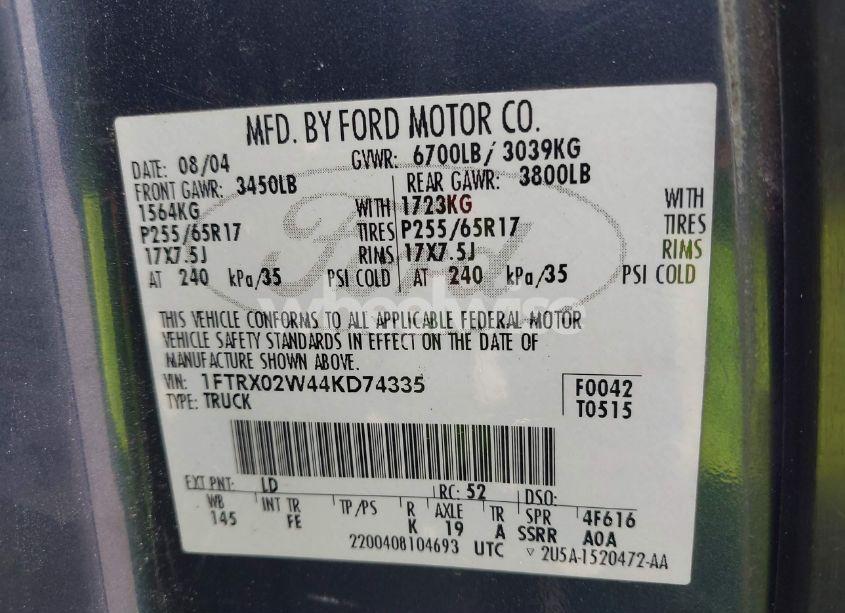 MFD. BY FORD MOTOR CO.
DATE: 08/04 GVWR: 6700LB/ 3039KG
FRONT GAWR: 3450LB REAR GAWR: 3800LB
1564KG WITH 1723KG WITH
P255/65R17 TIRES P255/65R17 TIRES
17X7.5J RIMS 17X7.5J RIMS
AT 240 kPa/35 PSI COLD AT 240 kPa/35 PSI COLD
Ford
wheelwise
THIS VEHICLE CONFORMS TO ALL APPLICABLE FEDERAL MOTOR
VEHICLE SAFETY STANDARDS IN EFFECT ON THE DATE OF
MANUFACTURE SHOWN ABOVE.
VIN: 1FTRX02W44KD74335 F0042
TYPE: TRUCK T0515
EXT PNT: LD RC: 52 DSO:
WB INT TR TP/PS R AXLE TR SPR 4F616
145 FE K 19 A SSRR A0A
2200408104693 UTC ▽ 2U5A-1520472-AA